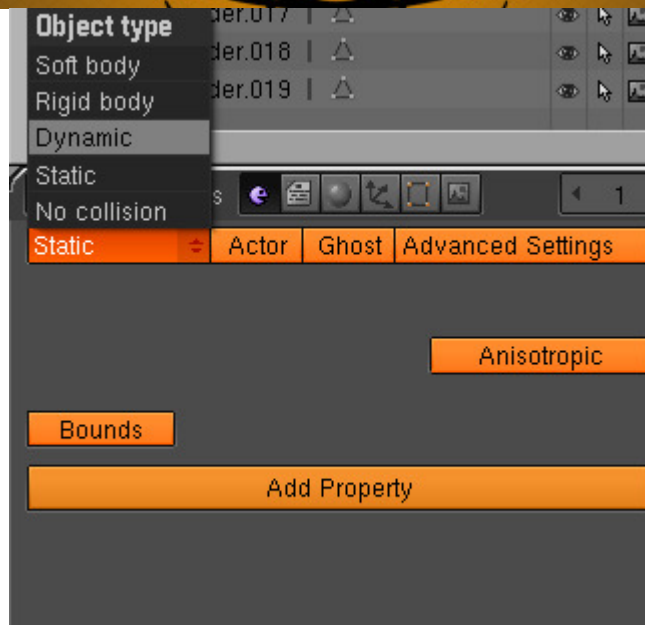 Object type
Soft body
Rigid body
Dynamic
Static
No collision
der.017 |
der.018 |
der.019 |
s
1
Static
Actor
Ghost
Advanced Settings
Anisotropic
Bounds
Add Property